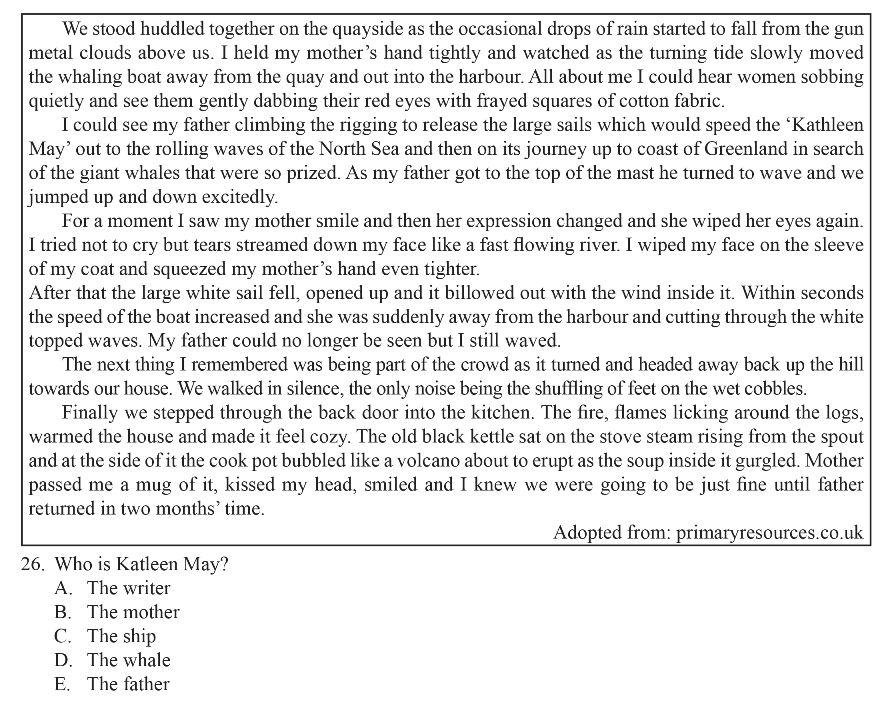 We stood huddled together on the quayside as the occasional drops of rain started to fall from the gun
metal clouds above us. I held my mother’s hand tightly and watched as the turning tide slowly moved
the whaling boat away from the quay and out into the harbour. All about me I could hear women sobbing
quietly and see them gently dabbing their red eyes with frayed squares of cotton fabric.
I could see my father climbing the rigging to release the large sails which would speed the ‘Kathleen
May’ out to the rolling waves of the North Sea and then on its journey up to coast of Greenland in search
of the giant whales that were so prized. As my father got to the top of the mast he turned to wave and we
jumped up and down excitedly.
For a moment I saw my mother smile and then her expression changed and she wiped her eyes again.
I tried not to cry but tears streamed down my face like a fast flowing river. I wiped my face on the sleeve
of my coat and squeezed my mother’s hand even tighter.
After that the large white sail fell, opened up and it billowed out with the wind inside it. Within seconds
the speed of the boat increased and she was suddenly away from the harbour and cutting through the white
topped waves. My father could no longer be seen but I still waved.
The next thing I remembered was being part of the crowd as it turned and headed away back up the hill
towards our house. We walked in silence, the only noise being the shuffling of feet on the wet cobbles.
Finally we stepped through the back door into the kitchen. The fire, flames licking around the logs,
warmed the house and made it feel cozy. The old black kettle sat on the stove steam rising from the spout
and at the side of it the cook pot bubbled like a volcano about to erupt as the soup inside it gurgled. Mother
passed me a mug of it, kissed my head, smiled and I knew we were going to be just fine until father
returned in two months’ time.
Adopted from: primaryresources.co.uk
26. Who is Katleen May?
A. The writer
B. The mother
C. The ship
D. The whale
E. The father